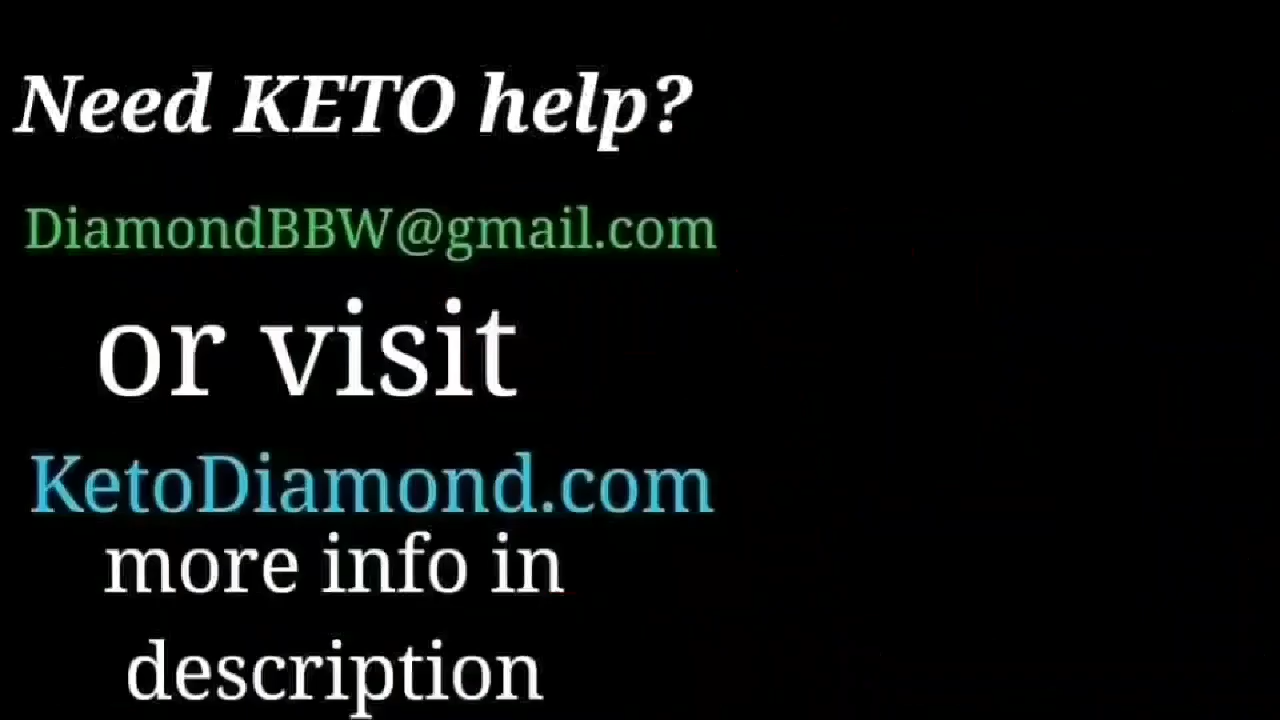 Need KETO help?
DiamondBBW@gmail.com
or visit
KetoDiamond.com
more info in
description